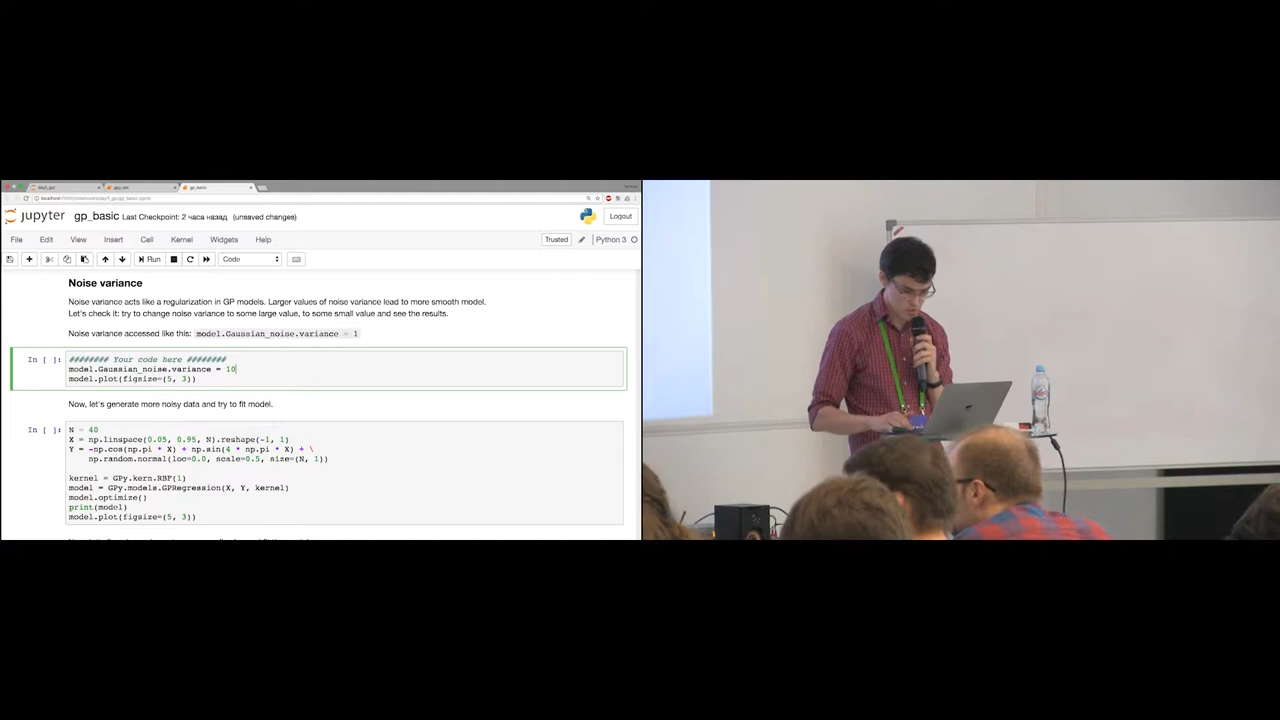 gp_basic
jupyter gp_basic Last Checkpoint: 2 часа назад (unsaved changes)
Logout
File Edit View Insert Cell Kernel Widgets Help
Trusted Python 3
Run Code
Noise variance
Noise variance acts like a regularization in GP models. Larger values of noise variance lead to more smooth model.
Let's check it: try to change noise variance to some large value, to some small value and see the results.
Noise variance accessed like this: model.Gaussian_noise.variance = 1
In [ ]: ######## Your code here ########
model.Gaussian_noise.variance = 10
model.plot(figsize=(5, 3))
Now, let's generate more noisy data and try to fit model.
In [ ]: N = 40
X = np.linspace(0.05, 0.95, N).reshape(-1, 1)
Y = -np.cos(np.pi * X) + np.sin(4 * np.pi * X) + \
np.random.normal(loc=0.0, scale=0.5, size=(N, 1))
kernel = GPy.kern.RBF(1)
model = GPy.models.GPRegression(X, Y, kernel)
model.optimize()
print(model)
model.plot(figsize=(5, 3))